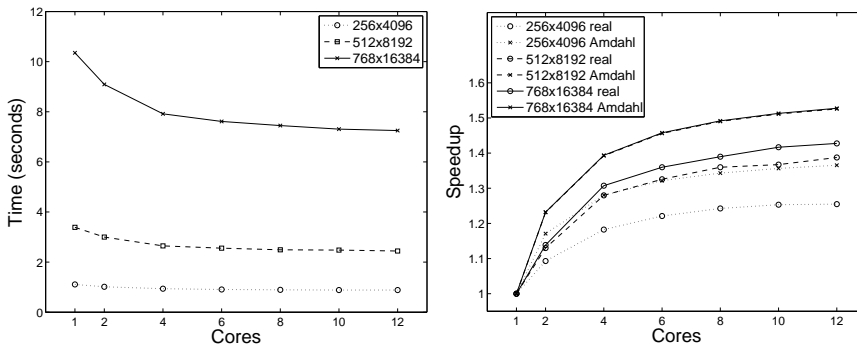 12
10
8
6
4
2
0
Time (seconds)
1 2 4 6 8 10 12
Cores
256x4096
512x8192
768x16384
1.6
1.5
1.4
1.3
1.2
1.1
1
Speedup
1 2 4 6 8 10 12
Cores
256x4096 real
256x4096 Amdahl
512x8192 real
512x8192 Amdahl
768x16384 real
768x16384 Amdahl